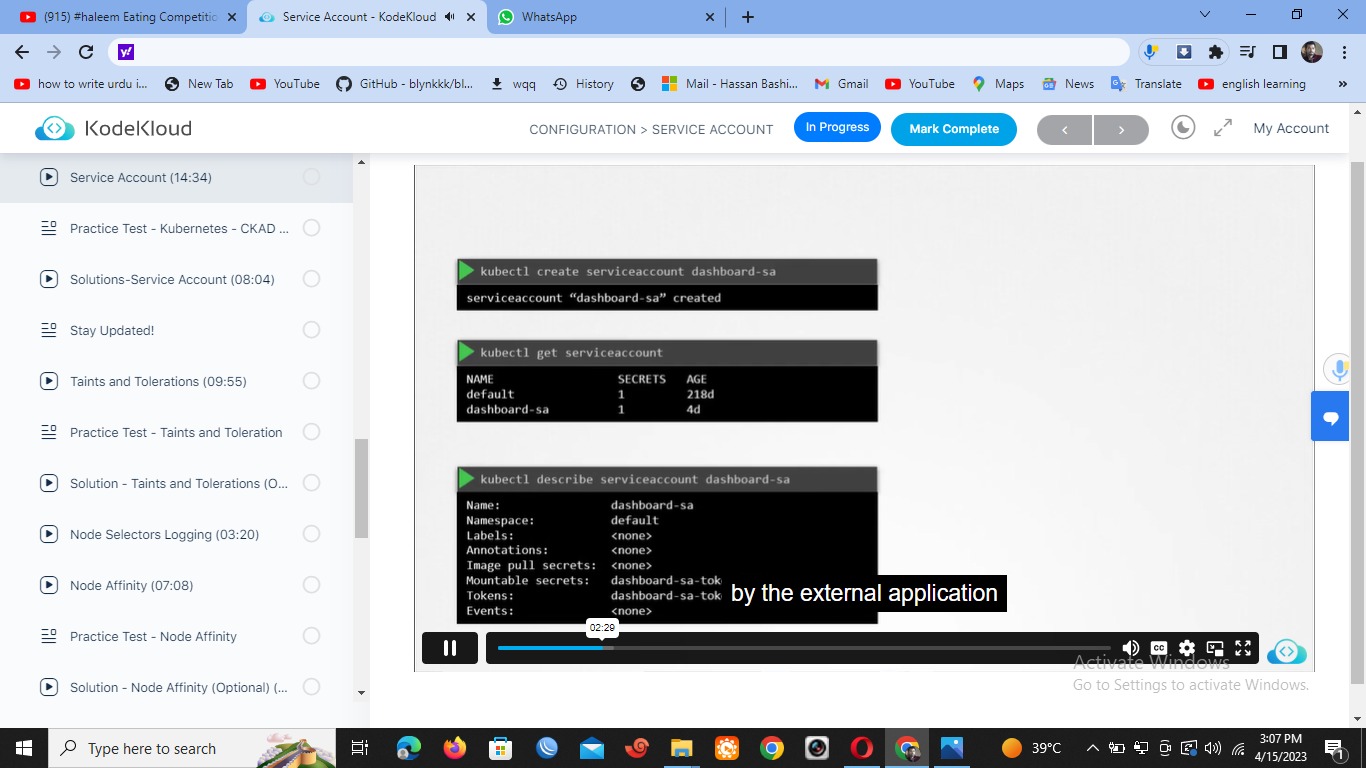 (915) #haleem Eating Competitio
Service Account - KodeKloud
WhatsApp
how to write urdu i...
New Tab
YouTube
GitHub - blynkkk/bl...
wqq
History
Mail - Hassan Bashi...
Gmail
YouTube
Maps
News
Translate
english learning
»
KodeKloud
CONFIGURATION > SERVICE ACCOUNT
In Progress
Mark Complete
<
>
My Account
Service Account (14:34)
Practice Test - Kubernetes - CKAD ...
Solutions-Service Account (08:04)
Stay Updated!
Taints and Tolerations (09:55)
Practice Test - Taints and Toleration
Solution - Taints and Tolerations (O...
Node Selectors Logging (03:20)
Node Affinity (07:08)
Practice Test - Node Affinity
Solution - Node Affinity (Optional) (...
kubectl create serviceaccount dashboard-sa
serviceaccount “dashboard-sa” created
kubectl get serviceaccount
NAME SECRETS AGE
default 1 218d
dashboard-sa 1 4d
kubectl describe serviceaccount dashboard-sa
Name: dashboard-sa
Namespace: default
Labels: <none>
Annotations: <none>
Image pull secrets: <none>
Mountable secrets: dashboard-sa-tok
Tokens: dashboard-sa-tok
Events: <none>
by the external application
02:29
CC
Activate Windows
Go to Settings to activate Windows.
Type here to search
39°C
3:07 PM
4/15/2023
1